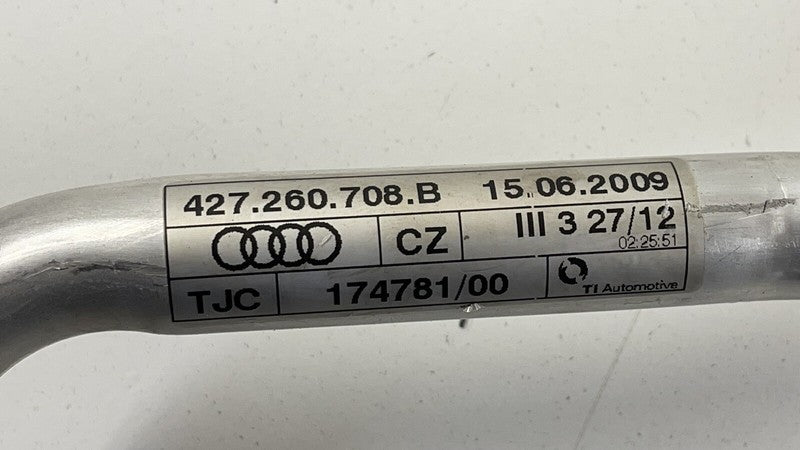 427.260.708.B 15.06.2009
CZ III 3 27/12
02:25:51
TJC 174781/00 TI Automotive